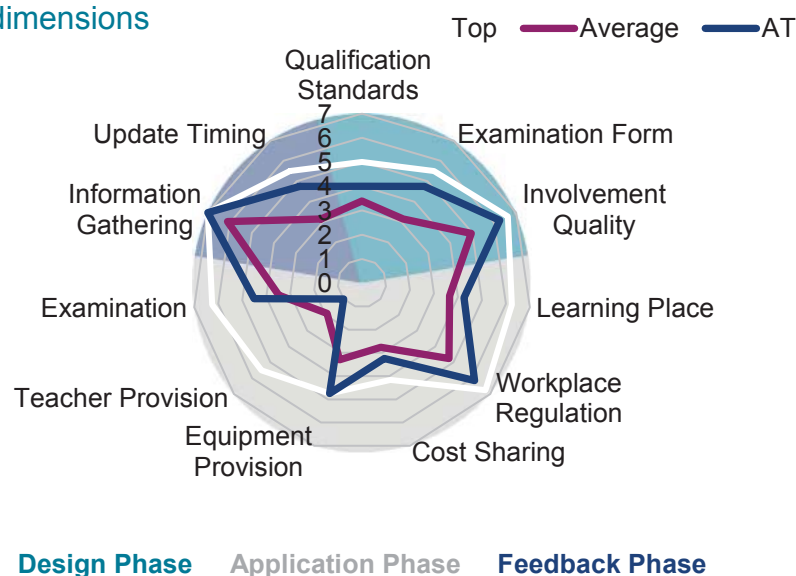 dimensions
Top Average AT
Qualification
Standards
Update Timing
Examination Form
Information
Gathering
Involvement
Quality
7
6
5
4
3
2
1
0
Examination
Learning Place
Teacher Provision
Workplace
Regulation
Equipment
Provision
Cost Sharing
Design Phase Application Phase Feedback Phase